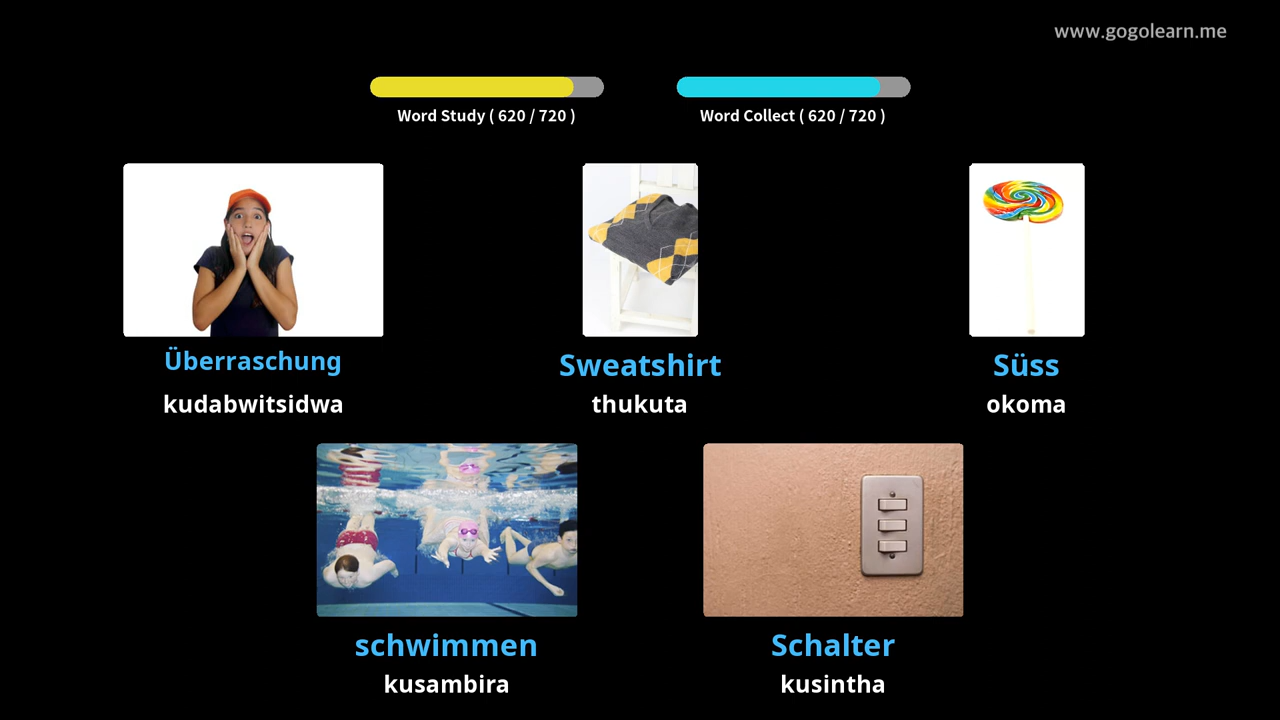 www.gogolearn.me
Word Study ( 620 / 720 )
Word Collect ( 620 / 720 )
Überraschung
kudabwitsidwa
Sweatshirt
thukuta
Süss
okoma
schwimmen
kusambira
Schalter
kusintha